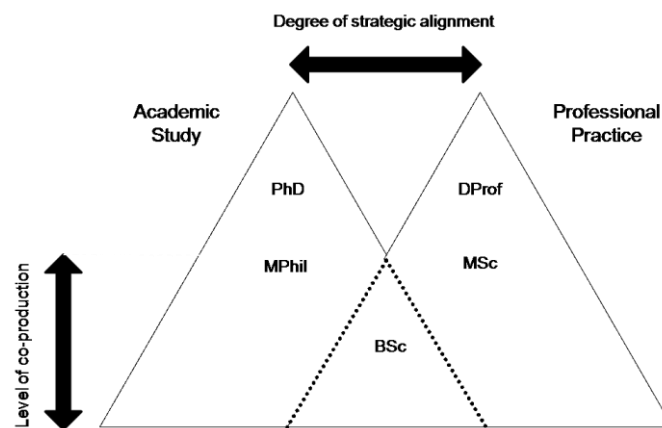 Degree of strategic alignment
Academic
Study
Professional
Practice
PhD
DProf
MPhil
MSc
BSc
Level of co-production